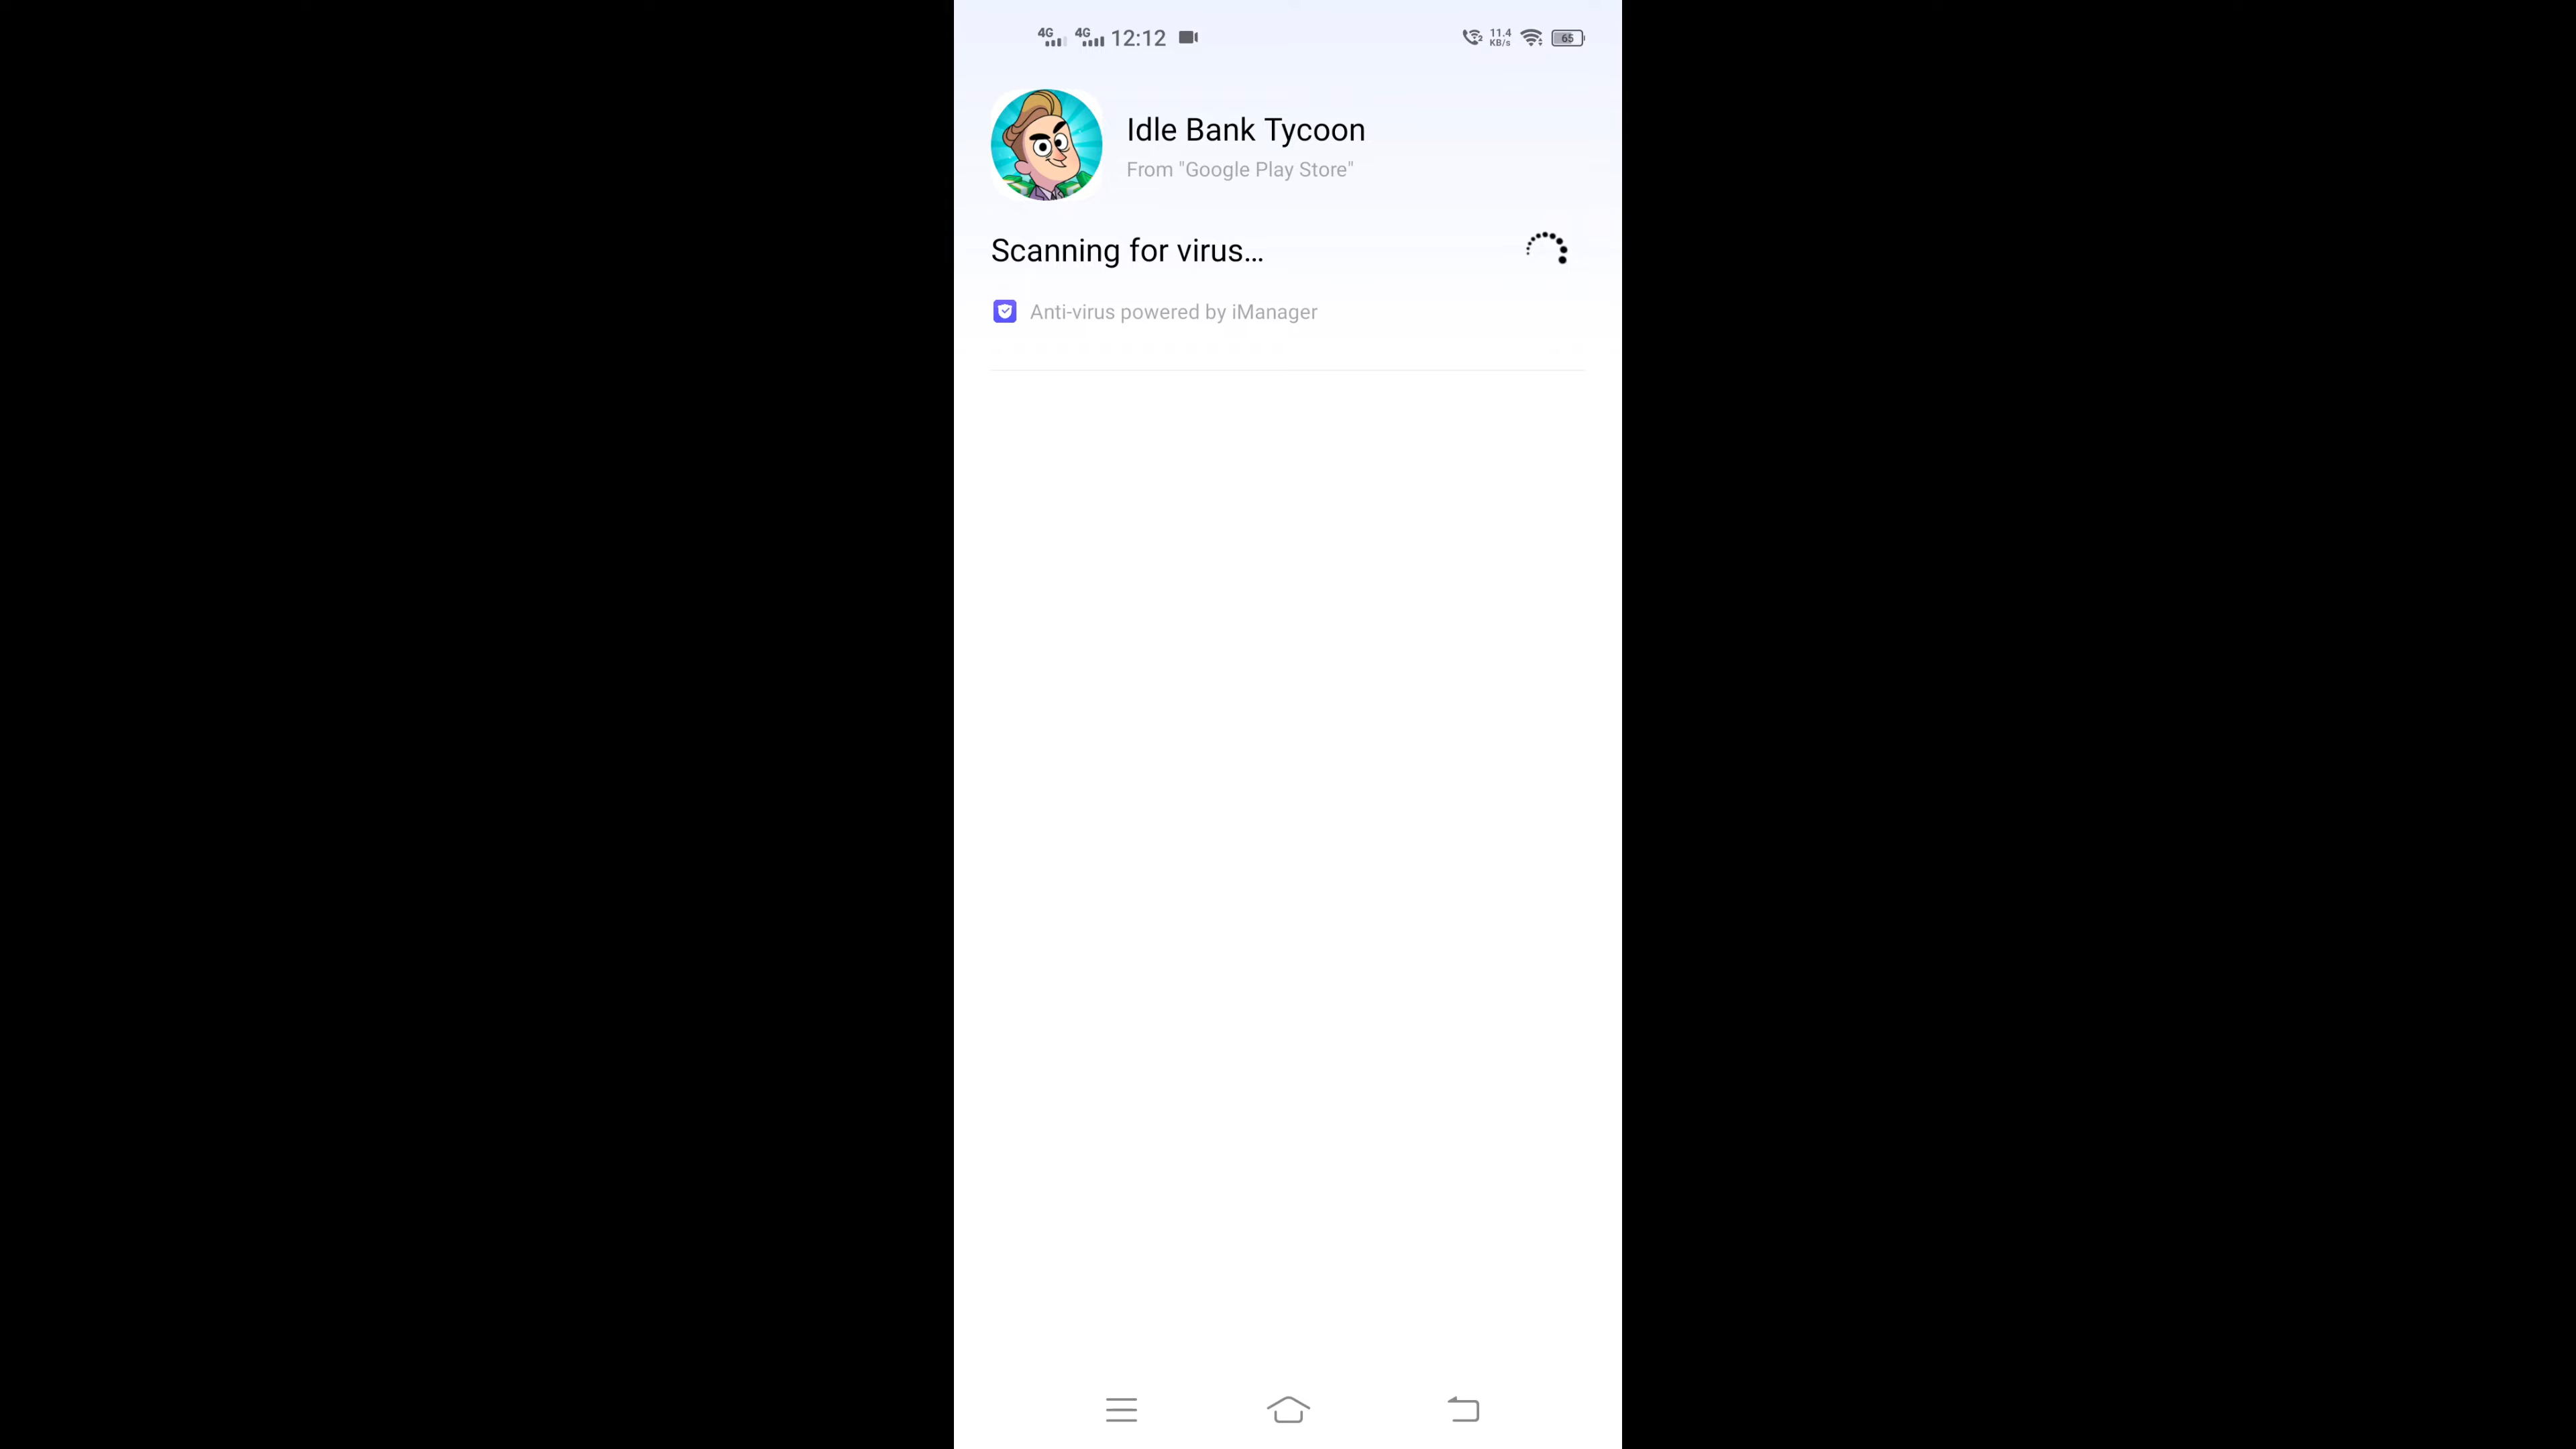 4G 4G 12:12 11.4 KB/s 65
Idle Bank Tycoon
From "Google Play Store"
Scanning for virus...
Anti-virus powered by iManager